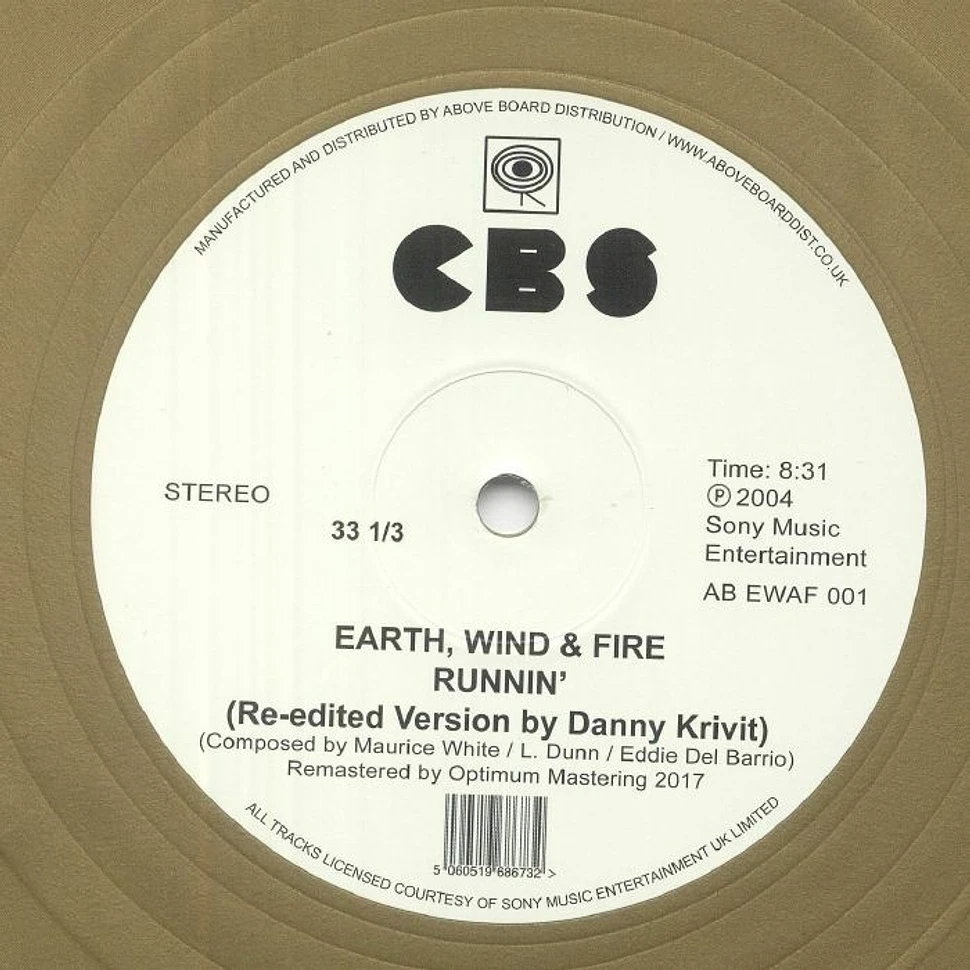 MANUFACTURED AND DISTRIBUTED BY ABOVE BOARD DISTRIBUTION / WWW.ABOVEBOARDDIST.CO.UK
CBS
STEREO
33 1/3
Time: 8:31
Ⓟ 2004
Sony Music
Entertainment
AB EWAF 001
EARTH, WIND & FIRE
RUNNIN’
(Re-edited Version by Danny Krivit)
(Composed by Maurice White / L. Dunn / Eddie Del Barrio)
Remastered by Optimum Mastering 2017
5 060519 686732 >
ALL TRACKS LICENSED COURTESY OF SONY MUSIC ENTERTAINMENT UK LIMITED